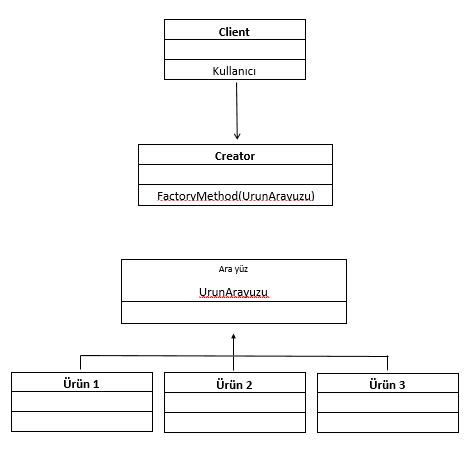 Client
Kullanıcı
Creator
FactoryMethod(UrunArayuzu)
Ara yüz
UrunArayuzu
Ürün 1
Ürün 2
Ürün 3